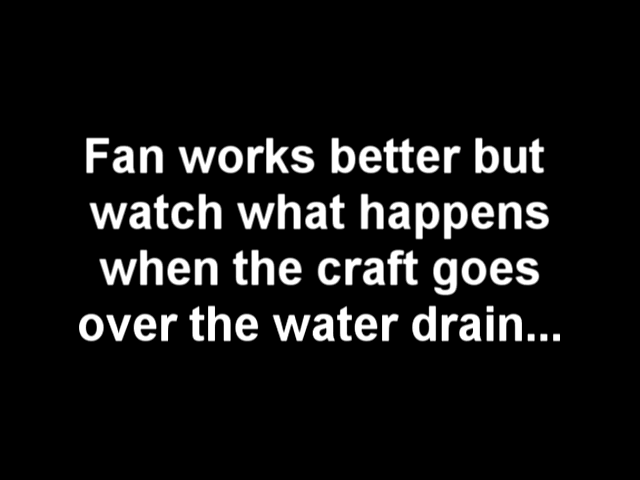 Fan works better but
watch what happens
when the craft goes
over the water drain...